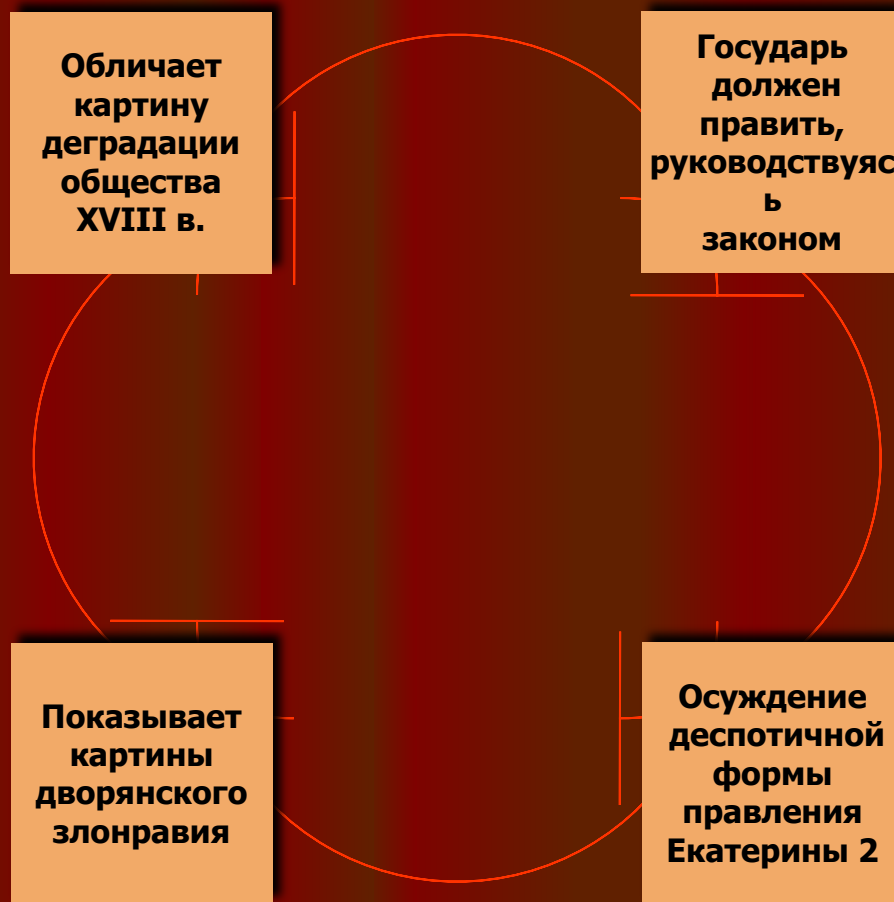 Обличает
картину
деградации
общества
XVIII в.
Государь
должен
править,
руководствуяс
ь
законом
Показывает
картины
дворянского
злонравия
Осуждение
деспотичной
формы
правления
Екатерины 2